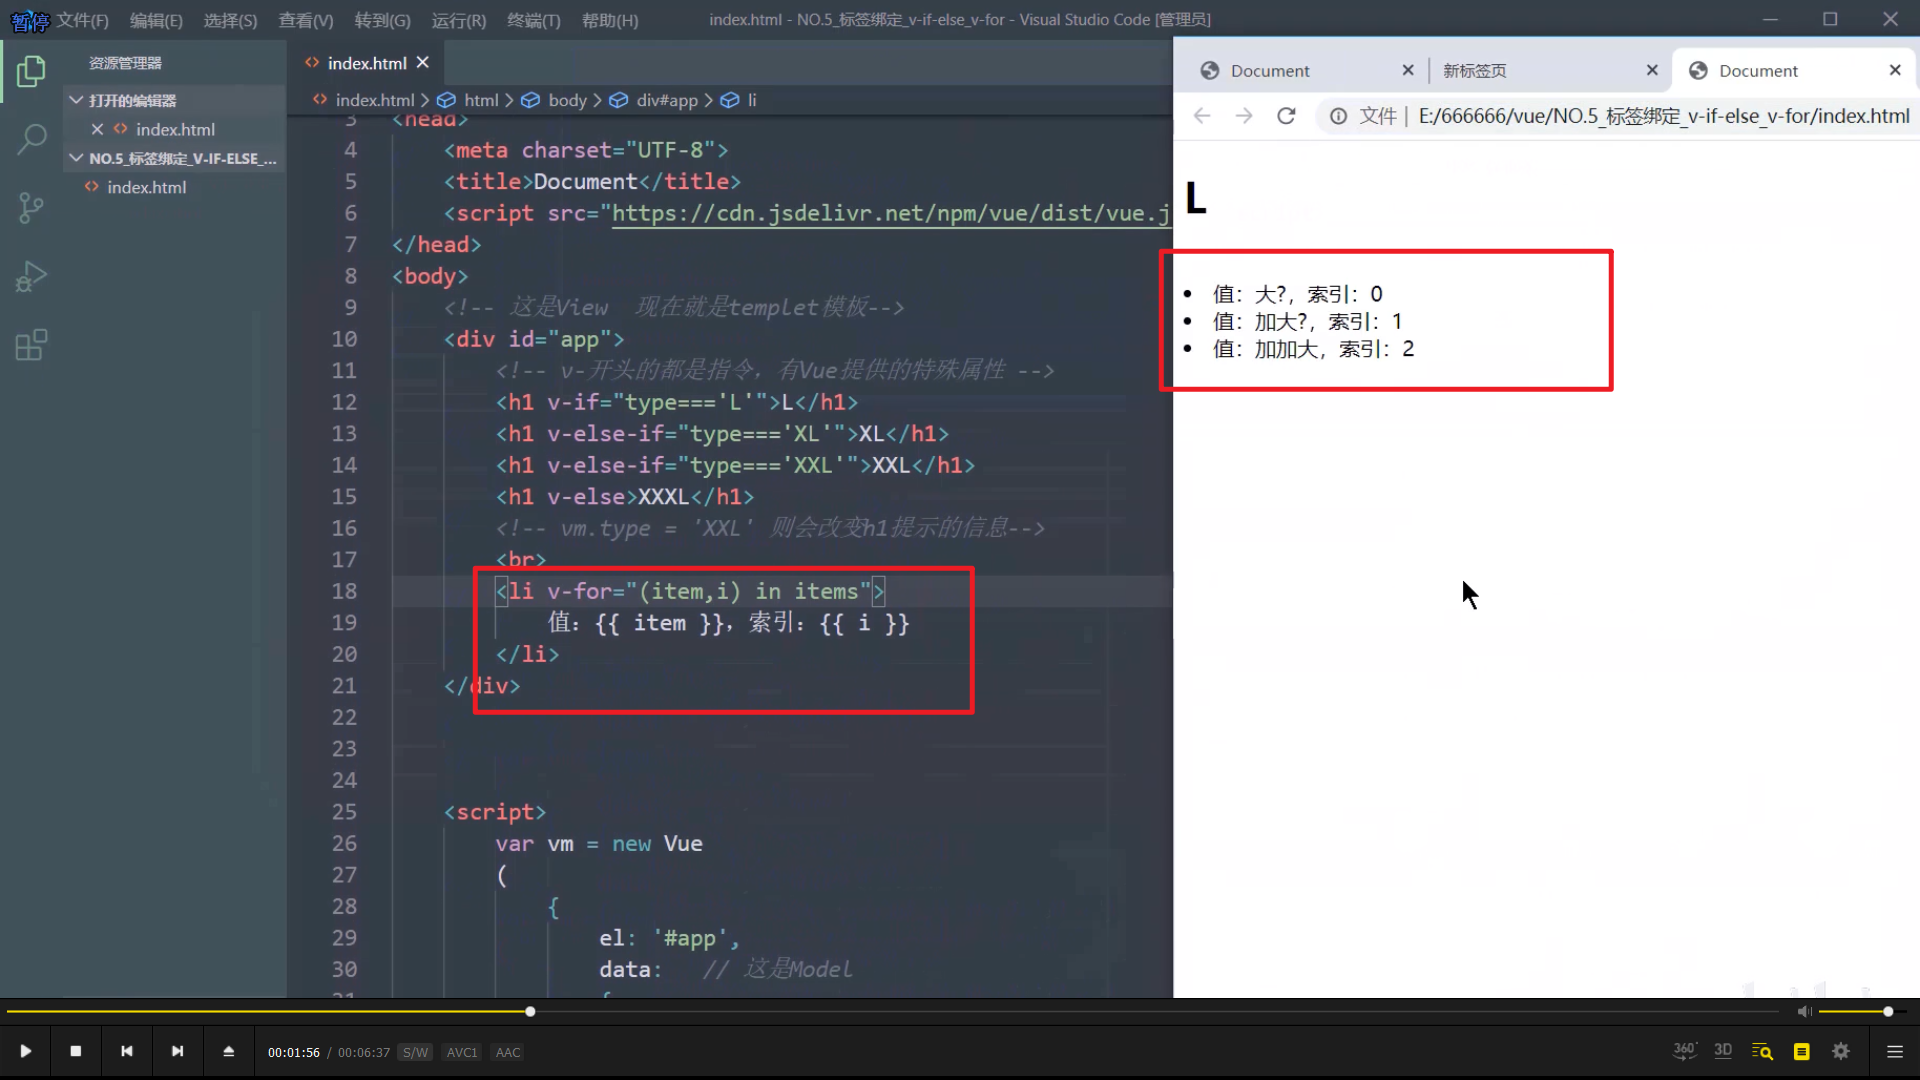 暂停 文件(F) 编辑(E) 选择(S) 查看(V) 转到(G) 运行(R) 终端(T) 帮助(H) index.html - NO.5_标签绑定_v-if-else_v-for - Visual Studio Code [管理员]
资源管理器
打开的编辑器
index.html
NO.5_标签绑定_V-IF-ELSE_...
index.html
index.html
index.html > html > body > div#app > li
3 <head>
4 <meta charset="UTF-8">
5 <title>Document</title>
6 <script src="https://cdn.jsdelivr.net/npm/vue/dist/vue.j
7 </head>
8 <body>
9 <!-- 这是View 现在就是templet模板-->
10 <div id="app">
11 <!-- v-开头的都是指令，有Vue提供的特殊属性 -->
12 <h1 v-if="type==='L'">L</h1>
13 <h1 v-else-if="type==='XL'">XL</h1>
14 <h1 v-else-if="type==='XXL'">XXL</h1>
15 <h1 v-else>XXXL</h1>
16 <!-- vm.type = 'XXL' 则会改变h1提示的信息-->
17 <br>
18 <li v-for="(item,i) in items">
19 值：{{ item }}，索引：{{ i }}
20 </li>
21 </div>
22
23
24
25 <script>
26 var vm = new Vue
27 (
28 {
29 el: '#app',
30 data: // 这是Model
31 {
Document 新标签页 Document
文件 | E:/666666/vue/NO.5_标签绑定_v-if-else_v-for/index.html
L
• 值：大?，索引：0
• 值：加大?，索引：1
• 值：加加大，索引：2
00:01:56 / 00:06:37 S/W AVC1 AAC
360° 3D